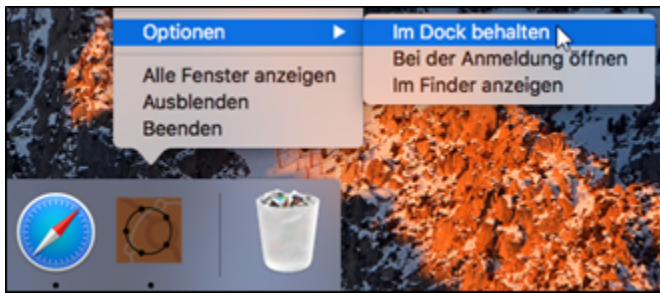 Optionen
Alle Fenster anzeigen
Ausblenden
Beenden
Im Dock behalten
Bei der Anmeldung öffnen
Im Finder anzeigen